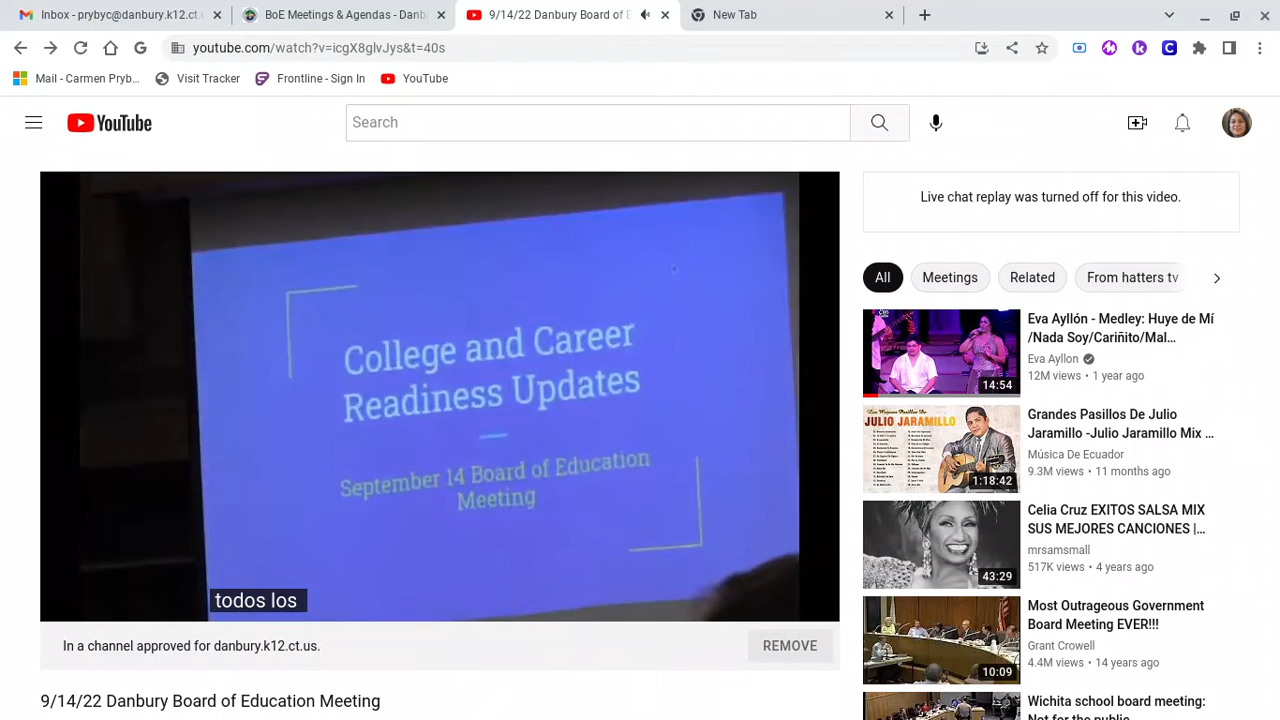 Inbox - prybyc@danbury.k12.ct.u
BoE Meetings & Agendas - Danb
9/14/22 Danbury Board of E
New Tab
youtube.com/watch?v=icgX8glvJys&t=40s
Mail - Carmen Pryb...
Visit Tracker
Frontline - Sign In
YouTube
YouTube
Search
College and Career
Readiness Updates
September 14 Board of Education
Meeting
todos los
In a channel approved for danbury.k12.ct.us.
REMOVE
9/14/22 Danbury Board of Education Meeting
Live chat replay was turned off for this video.
All
Meetings
Related
From hatters tv
Eva Ayllón - Medley: Huye de Mí
/Nada Soy/Cariñito/Mal...
Eva Ayllon
12M views • 1 year ago
14:54
Grandes Pasillos De Julio
Jaramillo -Julio Jaramillo Mix ...
Música De Ecuador
9.3M views • 11 months ago
JULIO JARAMILLO
1:18:42
Celia Cruz EXITOS SALSA MIX
SUS MEJORES CANCIONES |...
mrsamsmall
517K views • 4 years ago
43:29
Most Outrageous Government
Board Meeting EVER!!!
Grant Crowell
4.4M views • 14 years ago
10:09
Wichita school board meeting:
Not for the public